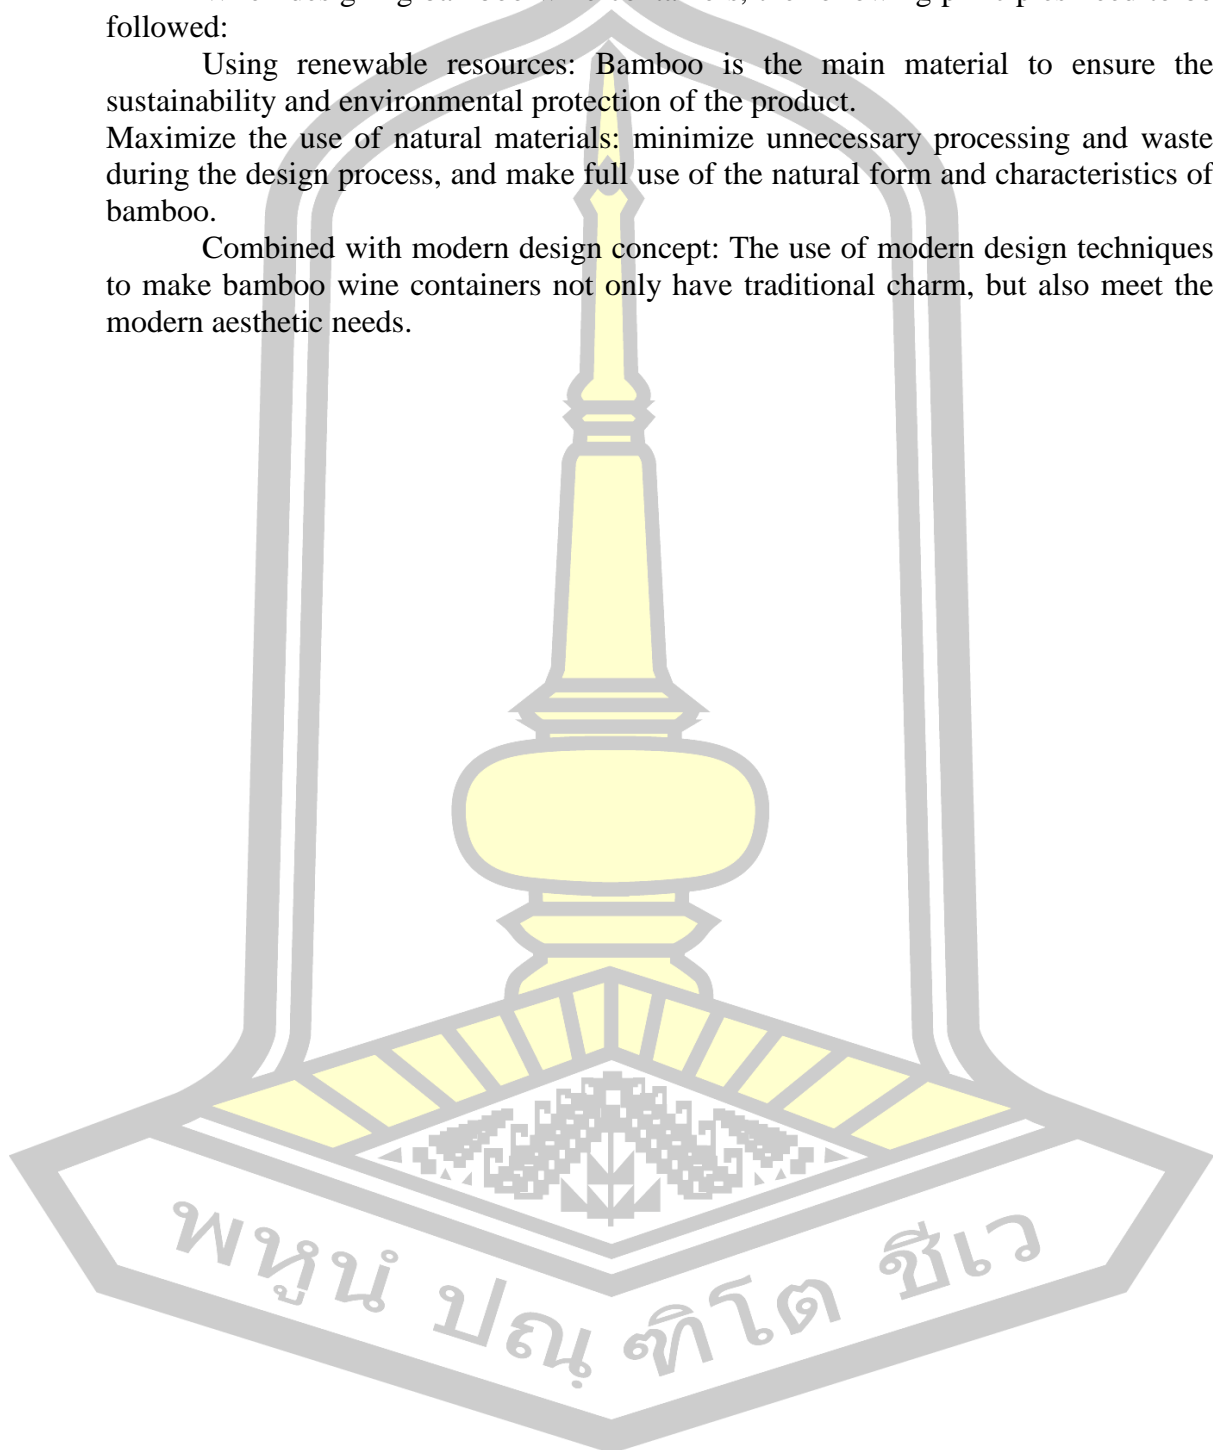 followed:
Using renewable resources: Bamboo is the main material to ensure the
sustainability and environmental protection of the product.
Maximize the use of natural materials: minimize unnecessary processing and waste
during the design process, and make full use of the natural form and characteristics of
bamboo.
Combined with modern design concept: The use of modern design techniques
to make bamboo wine containers not only have traditional charm, but also meet the
modern aesthetic needs.
พหูนํ ปณฺฑิโต ชีเว